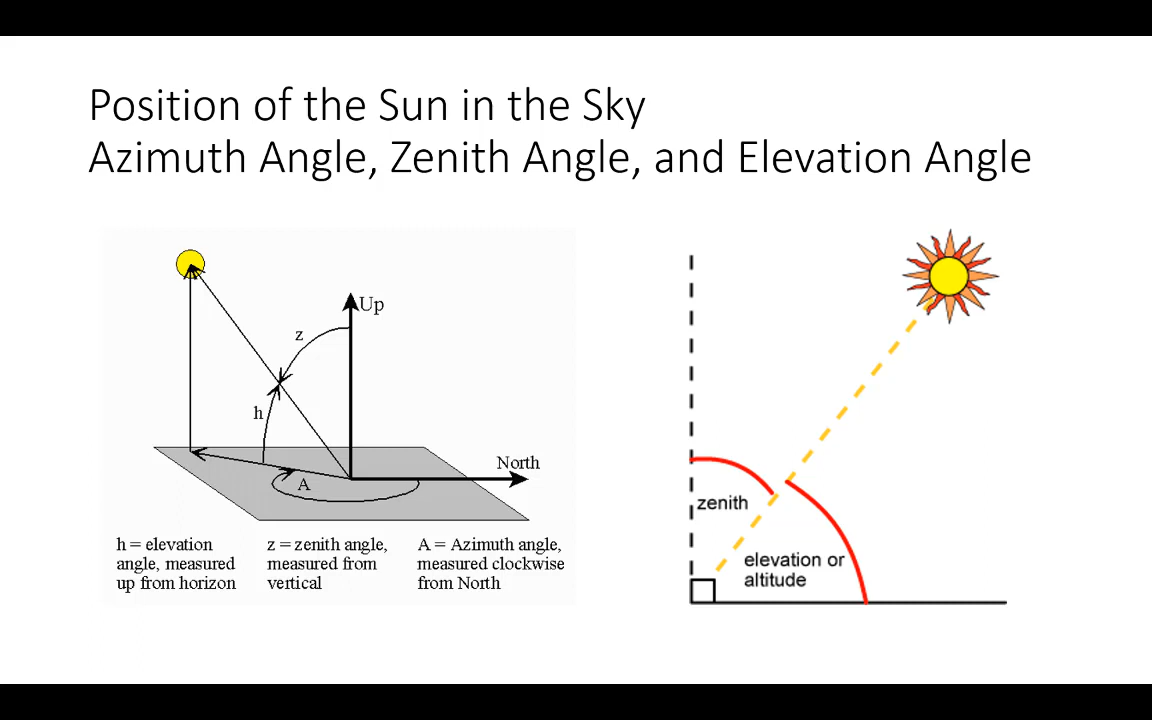 Position of the Sun in the Sky
Azimuth Angle, Zenith Angle, and Elevation Angle
Up
z
h
North
A
h = elevation
angle, measured
up from horizon
z = zenith angle,
measured from
vertical
A = Azimuth angle,
measured clockwise
from North
zenith
elevation or
altitude